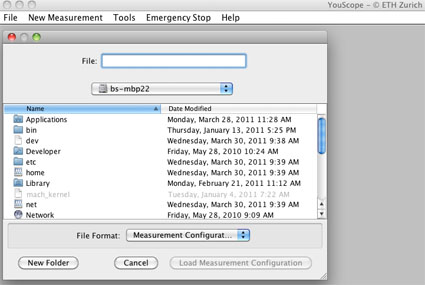 YouScope - © ETH Zurich
File New Measurement Tools Emergency Stop Help
File:
bs-mbp22
Name Date Modified
Applications Monday, March 28, 2011 11:28 AM
bin Thursday, January 13, 2011 5:25 PM
dev Wednesday, March 30, 2011 9:38 AM
Developer Friday, May 28, 2010 10:24 AM
etc Wednesday, March 30, 2011 9:39 AM
home Wednesday, March 30, 2011 9:39 AM
Library Monday, February 21, 2011 11:12 AM
mach_kernel Tuesday, January 4, 2011 7:22 AM
net Wednesday, March 30, 2011 9:39 AM
Network Friday, May 28, 2010 9:09 AM
File Format: Measurement Configurat...
New Folder Cancel Load Measurement Configuration